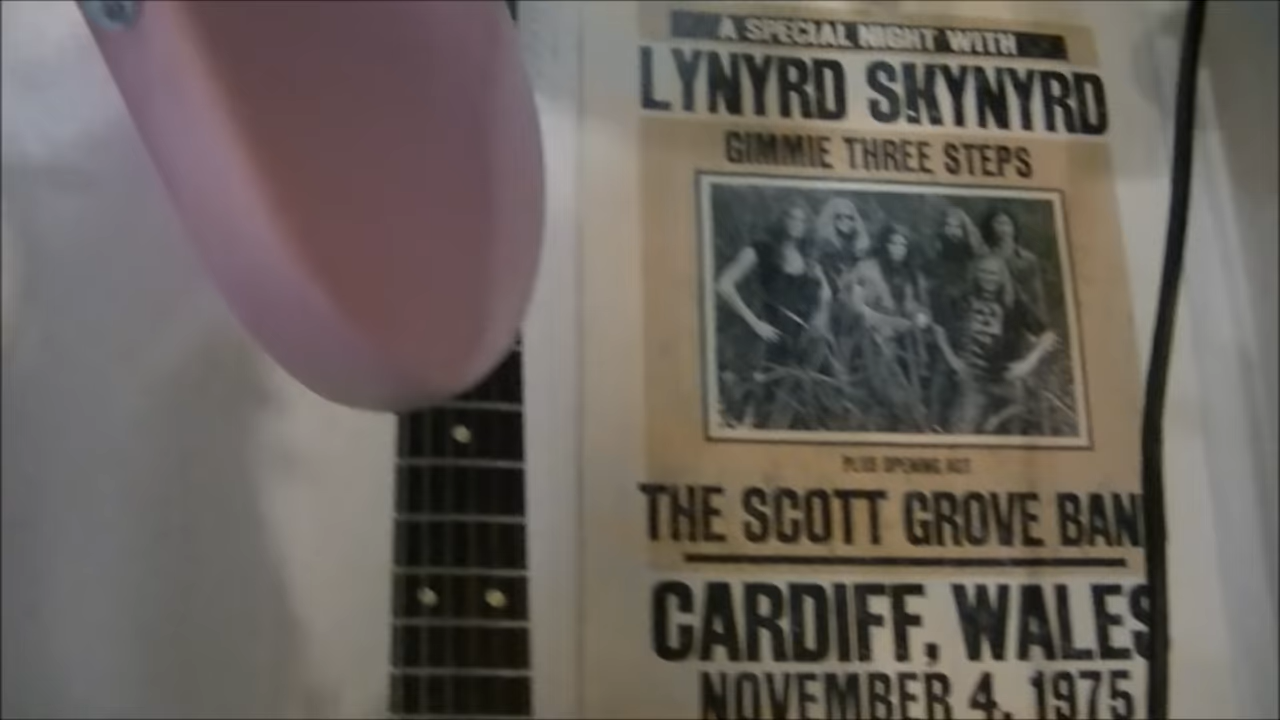 A SPECIAL NIGHT WITH
LYNYRD SKYNYRD
GIMMIE THREE STEPS
PLUS OPENING ACT
THE SCOTT GROVE BAN
CARDIFF, WALES
NOVEMBER 4, 1975